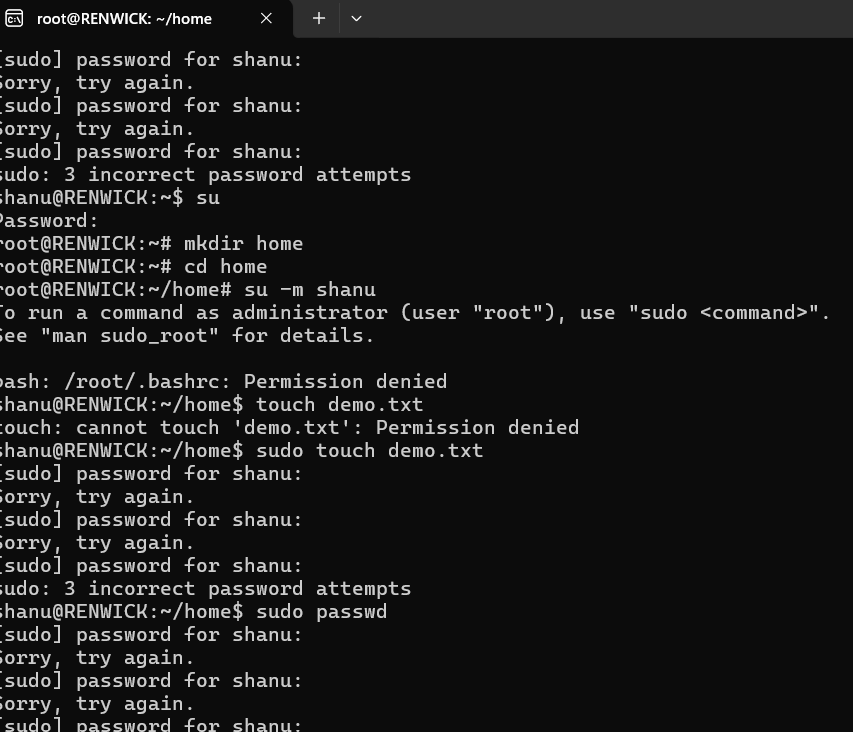 root@RENWICK: ~/home
[sudo] password for shanu:
Sorry, try again.
[sudo] password for shanu:
Sorry, try again.
[sudo] password for shanu:
sudo: 3 incorrect password attempts
shanu@RENWICK:~$ su
Password:
root@RENWICK:~# mkdir home
root@RENWICK:~# cd home
root@RENWICK:~/home# su -m shanu
To run a command as administrator (user "root"), use "sudo <command>".
See "man sudo_root" for details.
bash: /root/.bashrc: Permission denied
shanu@RENWICK:~/home$ touch demo.txt
touch: cannot touch 'demo.txt': Permission denied
shanu@RENWICK:~/home$ sudo touch demo.txt
[sudo] password for shanu:
Sorry, try again.
[sudo] password for shanu:
Sorry, try again.
[sudo] password for shanu:
sudo: 3 incorrect password attempts
shanu@RENWICK:~/home$ sudo passwd
[sudo] password for shanu:
Sorry, try again.
[sudo] password for shanu:
Sorry, try again.
[sudo] password for shanu: